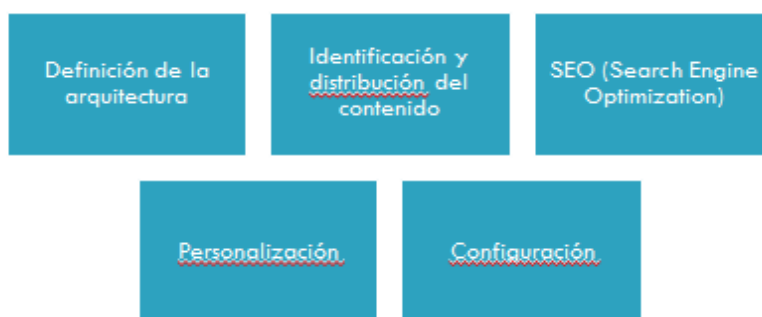 Definición de la
arquitectura
Identificación y
distribución del
contenido
SEO (Search Engine
Optimization)
Personalización
Configuración